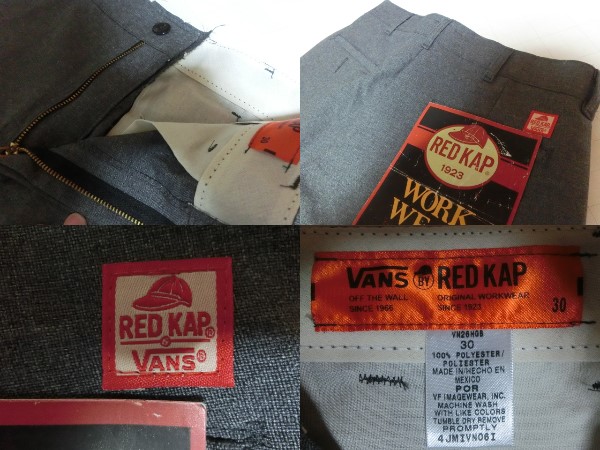 RED KAP®
1923
WORK
WE
RED KAP
RED KAP®
VANS®
VANS BY RED KAP
OFF THE WALL ORIGINAL WORKWEAR
SINCE 1966 SINCE 1923 30
VN26HGS
30
100% POLYESTER/
POLIESTER
MADE IN/HECHO EN
MEXICO
POR
VF IMAGEWEAR, INC.
MACHINE WASH
WITH LIKE COLORS
TUMBLE DRY REMOVE
PROMPTLY
4JMIVN06I